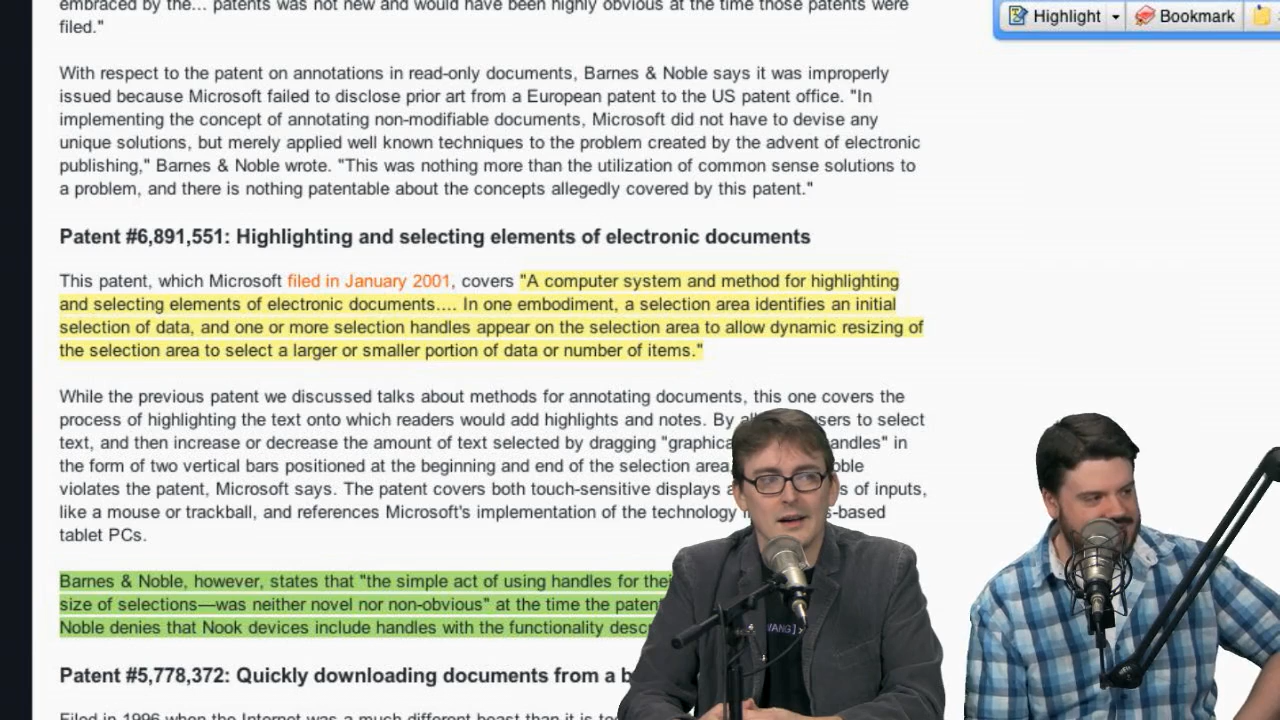 embraced by the... patents was not new and would have been highly obvious at the time those patents were
filed."
Highlight
Bookmark
With respect to the patent on annotations in read-only documents, Barnes & Noble says it was improperly
issued because Microsoft failed to disclose prior art from a European patent to the US patent office. "In
implementing the concept of annotating non-modifiable documents, Microsoft did not have to devise any
unique solutions, but merely applied well known techniques to the problem created by the advent of electronic
publishing," Barnes & Noble wrote. "This was nothing more than the utilization of common sense solutions to
a problem, and there is nothing patentable about the concepts allegedly covered by this patent."
Patent #6,891,551: Highlighting and selecting elements of electronic documents
This patent, which Microsoft filed in January 2001, covers "A computer system and method for highlighting
and selecting elements of electronic documents.... In one embodiment, a selection area identifies an initial
selection of data, and one or more selection handles appear on the selection area to allow dynamic resizing of
the selection area to select a larger or smaller portion of data or number of items."
While the previous patent we discussed talks about methods for annotating documents, this one covers the
process of highlighting the text onto which readers would add highlights and notes. By users to select
text, and then increase or decrease the amount of text selected by dragging "graphica andles" in
the form of two vertical bars positioned at the beginning and end of the selection area, oble
violates the patent, Microsoft says. The patent covers both touch-sensitive displays a s of inputs,
like a mouse or trackball, and references Microsoft's implementation of the technology s-based
tablet PCs.
Barnes & Noble, however, states that "the simple act of using handles for thei
size of selections—was neither novel nor non-obvious" at the time the paten
Noble denies that Nook devices include handles with the functionality desc
Patent #5,778,372: Quickly downloading documents from a b
Filed in 1996 when the Internet was a much different beast than it is to